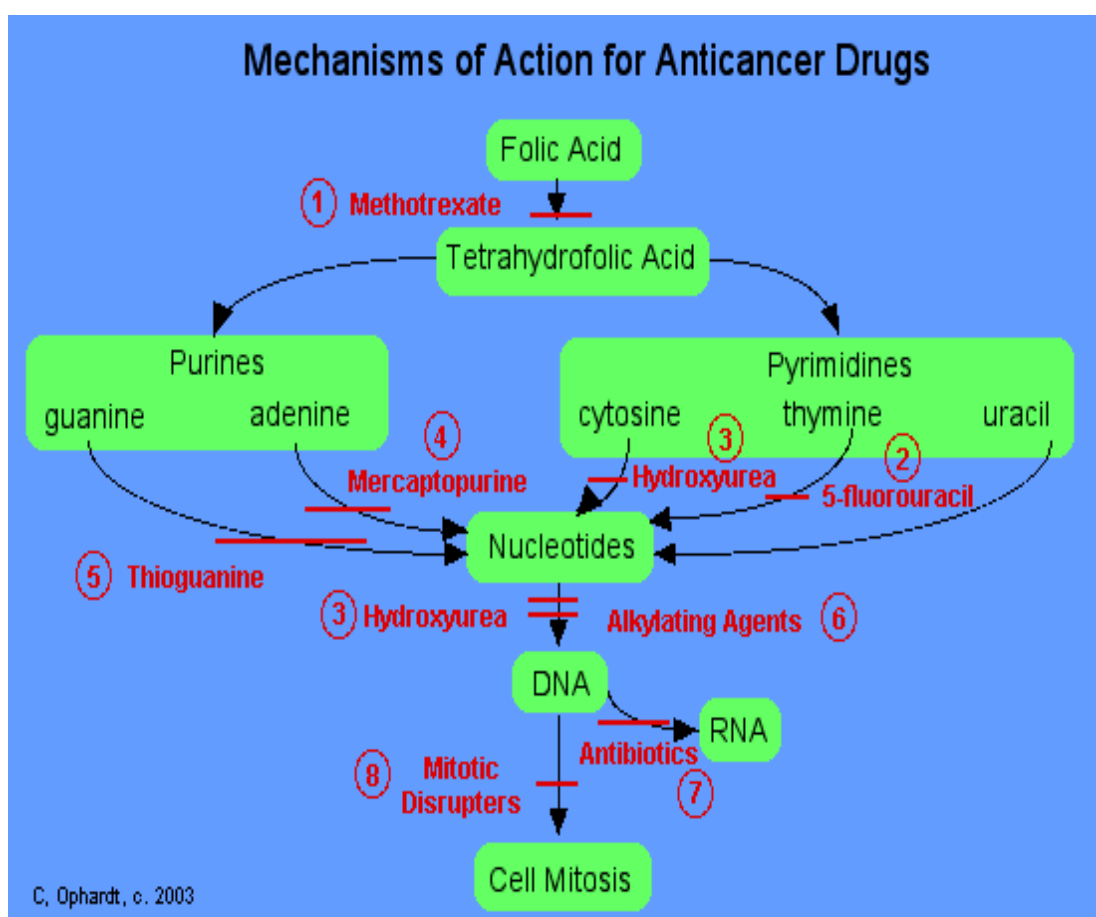 Mechanisms of Action for Anticancer Drugs
Folic Acid
1 Methotrexate
Tetrahydrofolic Acid
Purines
guanine adenine
Pyrimidines
cytosine thymine uracil
4
Mercaptopurine
3
Hydroxyurea
2
5-fluorouracil
Nucleotides
5 Thioguanine
3 Hydroxyurea
Alkylating Agents 6
DNA
RNA
Antibiotics
7
8 Mitotic
Disrupters
Cell Mitosis
C, Ophardt, c. 2003